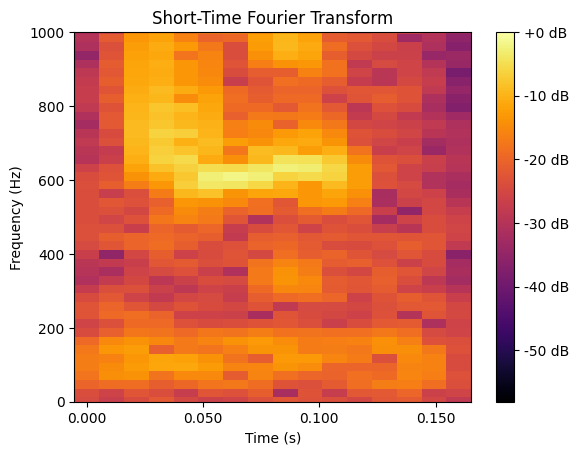 Short-Time Fourier Transform
1000
800
600
400
200
0
Frequency (Hz)
0.000
0.050
0.100
0.150
Time (s)
+0 dB
-10 dB
-20 dB
-30 dB
-40 dB
-50 dB